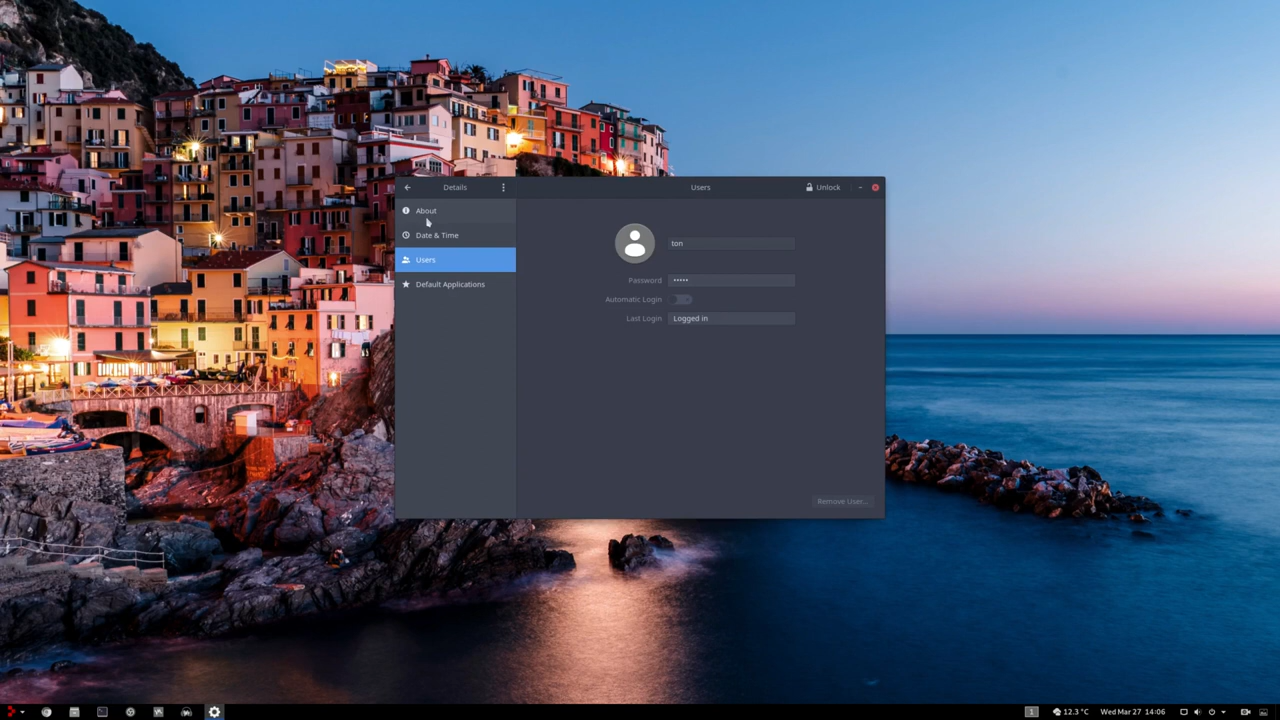 Details
Users
Unlock
About
Date & Time
Users
Default Applications
ton
Password •••••
Automatic Login
Last Login Logged in
Remove User...
1
12.3 °C
Wed Mar 27 14:06